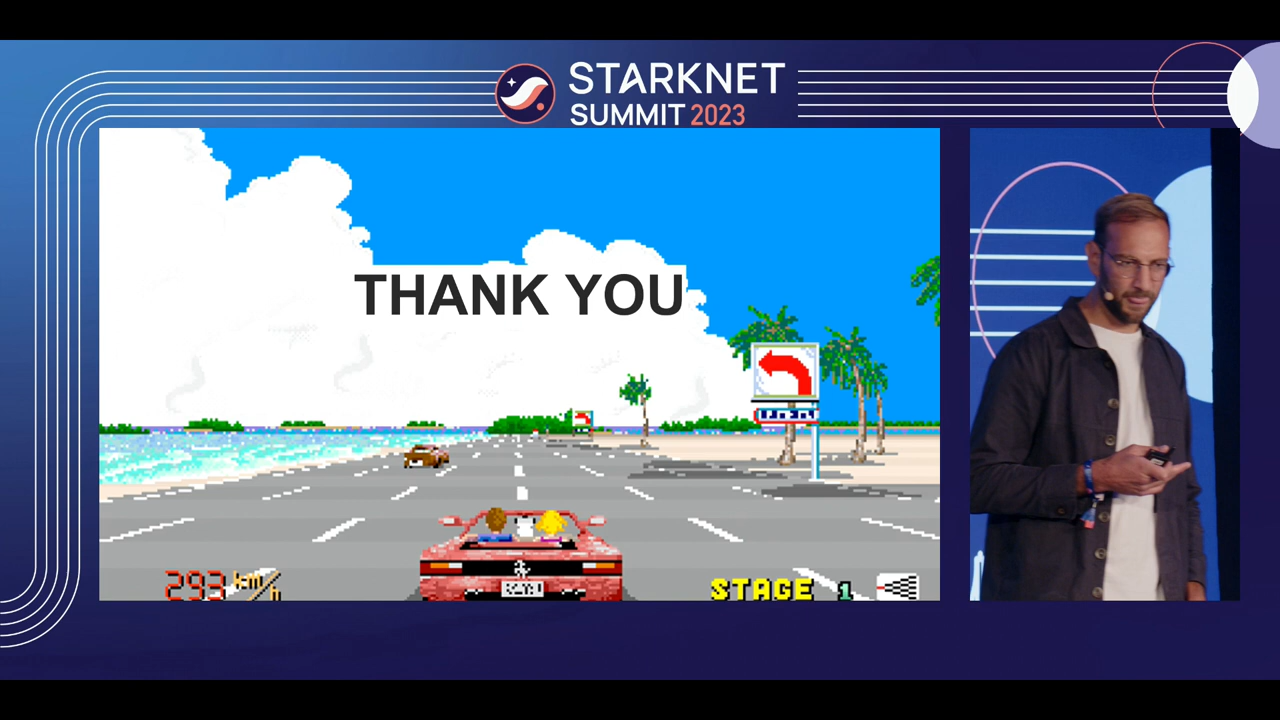 STARKNET
SUMMIT 2023
THANK YOU
293 km/h
STAGE 1